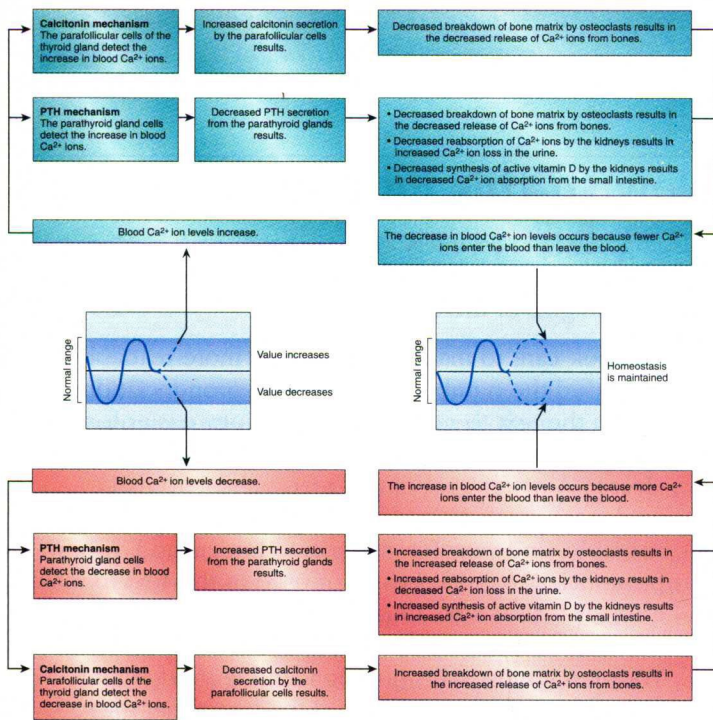 Calcitonin mechanism
The parafollicular cells of the
thyroid gland detect the
increase in blood Ca²⁺ ions.
Increased calcitonin secretion
by the parafollicular cells
results.
Decreased breakdown of bone matrix by osteoclasts results in
the decreased release of Ca²⁺ ions from bones.
PTH mechanism
The parathyroid gland cells
detect the increase in blood
Ca²⁺ ions.
Decreased PTH secretion
from the parathyroid glands
results.
• Decreased breakdown of bone matrix by osteoclasts results in
the decreased release of Ca²⁺ ions from bones.
• Decreased reabsorption of Ca²⁺ ions by the kidneys results in
increased Ca²⁺ ion loss in the urine.
• Decreased synthesis of active vitamin D by the kidneys results
in decreased Ca²⁺ ion absorption from the small intestine.
Blood Ca²⁺ ion levels increase.
The decrease in blood Ca²⁺ ion levels occurs because fewer Ca²⁺
ions enter the blood than leave the blood.
Normal range
Value increases
Value decreases
Normal range
Homeostasis
is maintained
Blood Ca²⁺ ion levels decrease.
The increase in blood Ca²⁺ ion levels occurs because more Ca²⁺
ions enter the blood than leave the blood.
PTH mechanism
Parathyroid gland cells
detect the decrease in blood
Ca²⁺ ions.
Increased PTH secretion
from the parathyroid glands
results.
• Increased breakdown of bone matrix by osteoclasts results in
the increased release of Ca²⁺ ions from bones.
• Increased reabsorption of Ca²⁺ ions by the kidneys results in
decreased Ca²⁺ ion loss in the urine.
• Increased synthesis of active vitamin D by the kidneys results
in increased Ca²⁺ ion absorption from the small intestine.
Calcitonin mechanism
Parafollicular cells of the
thyroid gland detect the
decrease in blood Ca²⁺ ions.
Decreased calcitonin
secretion by the
parafollicular cells results.
Increased breakdown of bone matrix by osteoclasts results in
the increased release of Ca²⁺ ions from bones.